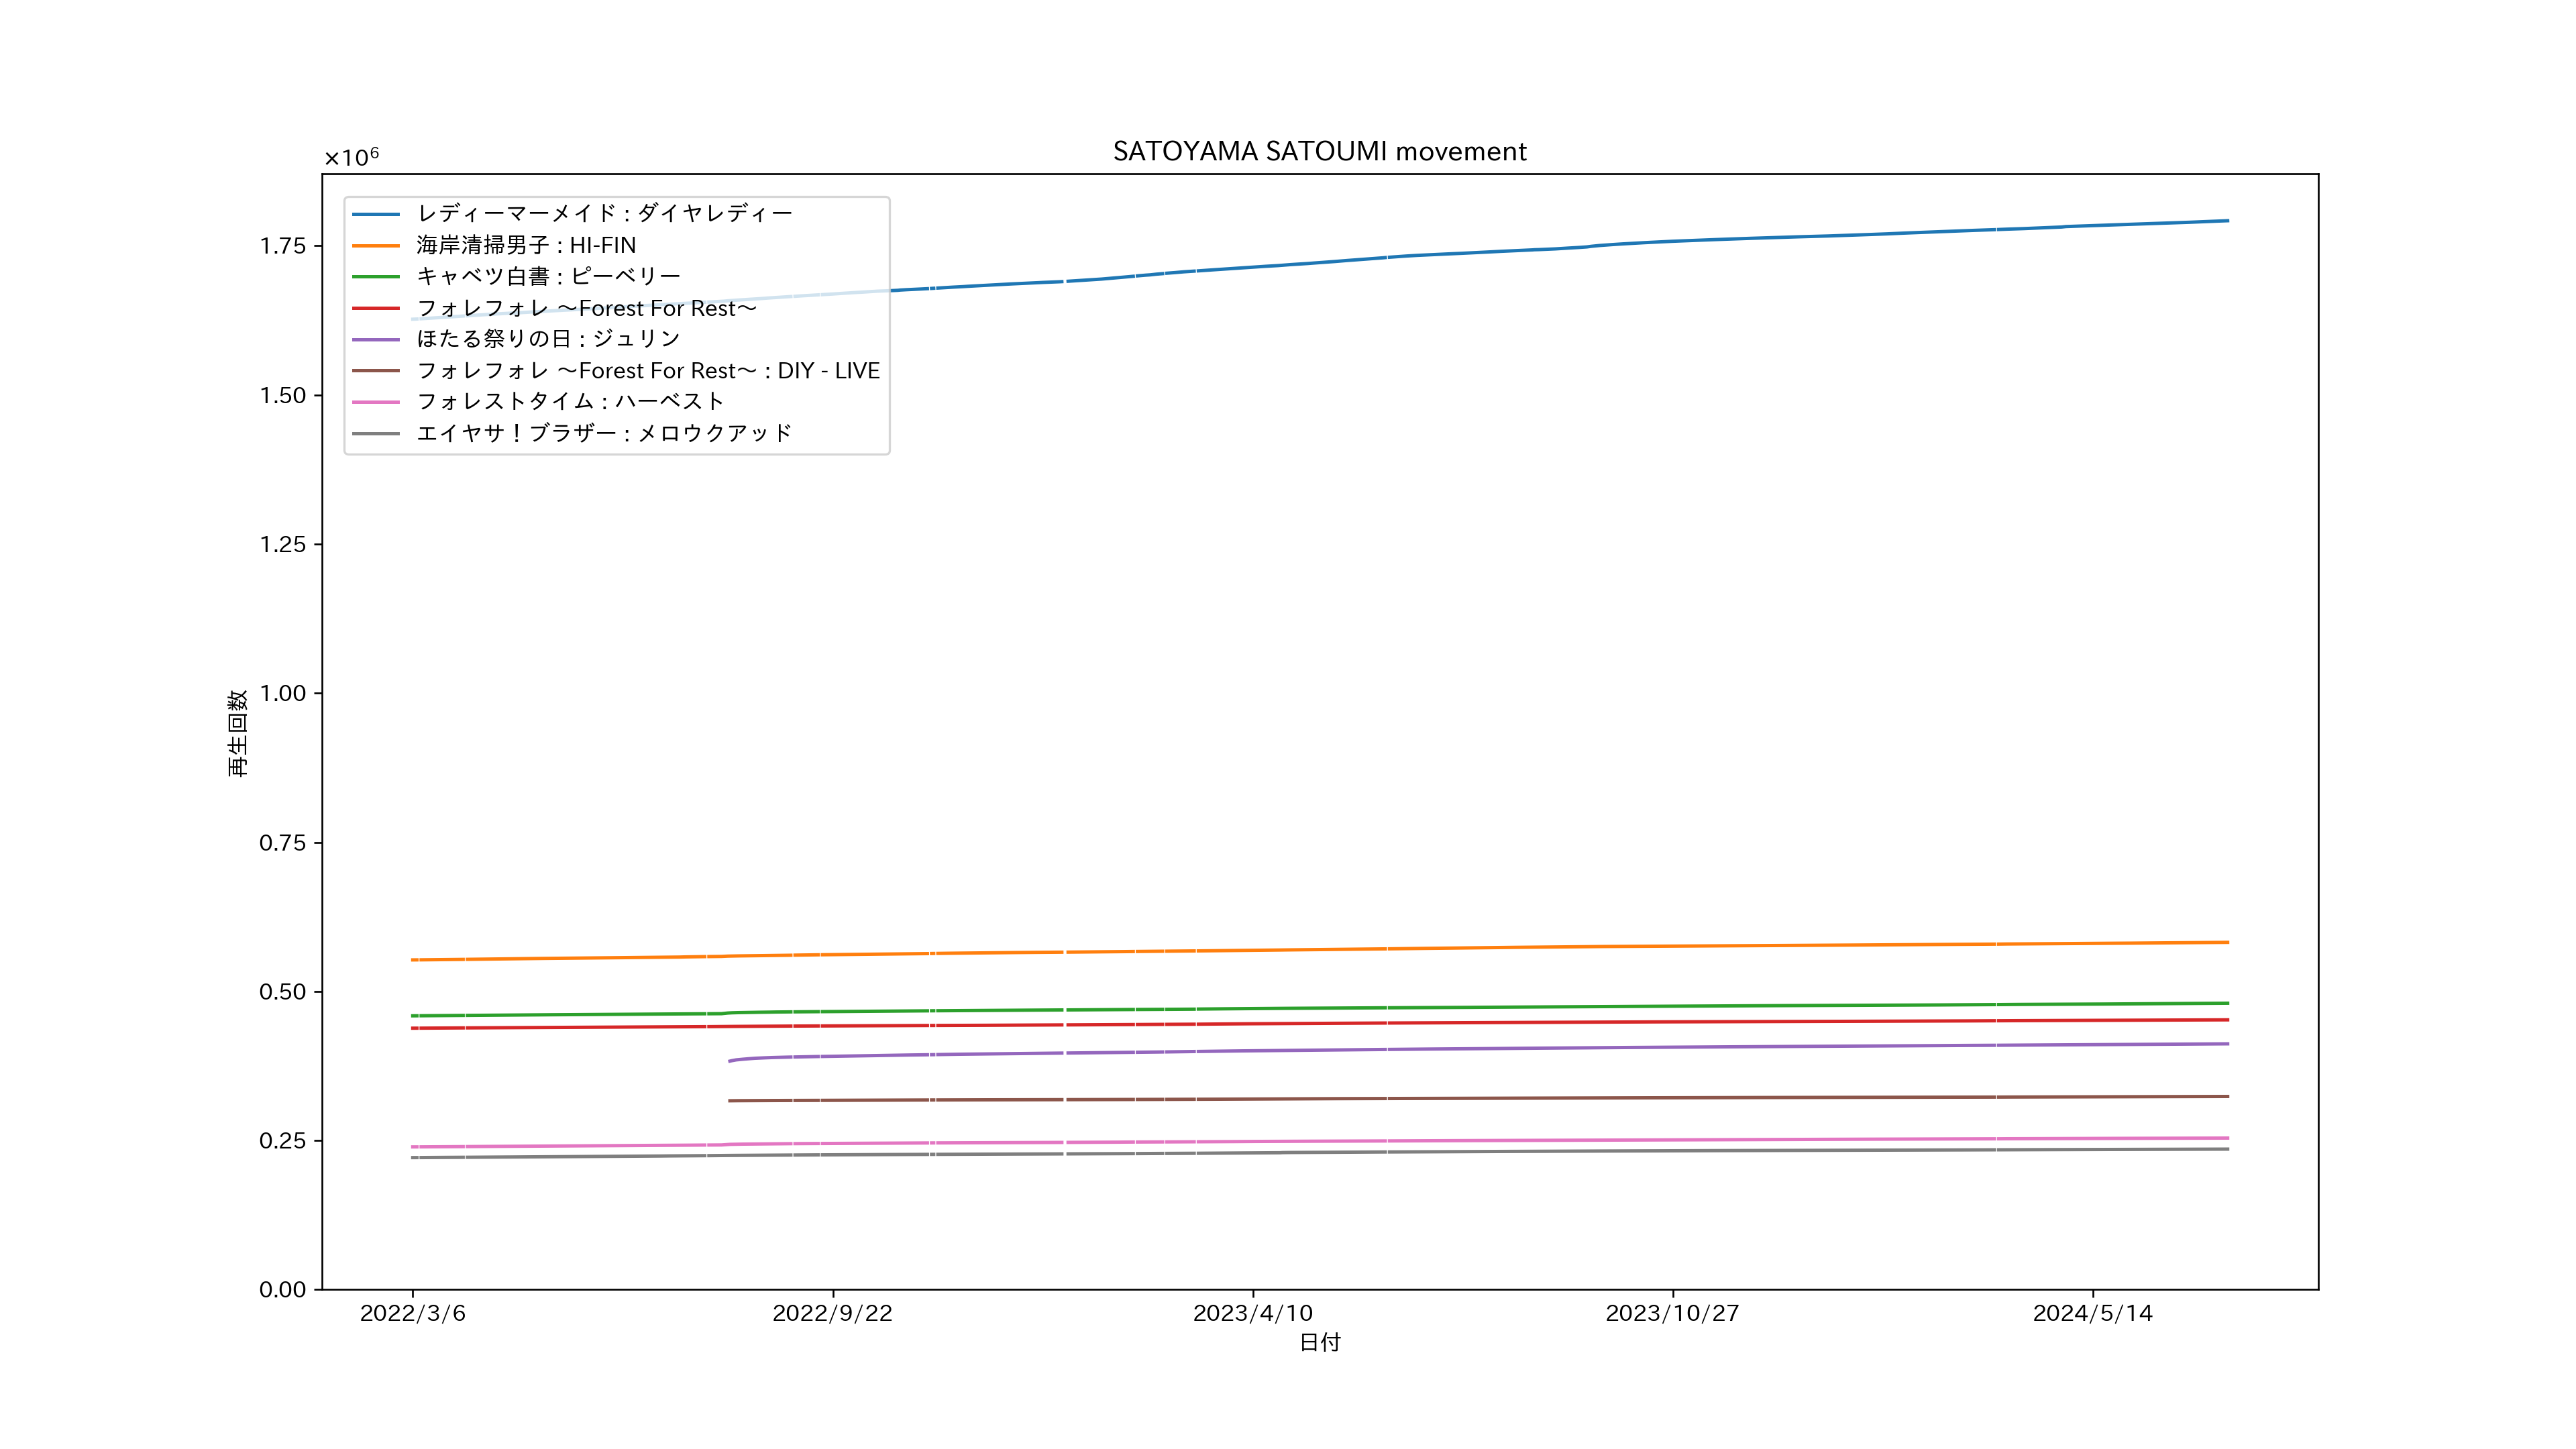 SATOYAMA SATOUMI movement
×10⁶
レディーマーメイド : ダイヤレディー
海岸清掃男子 : HI-FIN
キャベツ白書 : ピーベリー
フォレフォレ 〜Forest For Rest〜
ほたる祭りの日 : ジュリン
フォレフォレ 〜Forest For Rest〜 : DIY - LIVE
フォレストタイム : ハーベスト
エイヤサ！ブラザー : メロウクアッド
1.75
1.50
1.25
1.00
0.75
0.50
0.25
0.00
再生回数
2022/3/6 2022/9/22 2023/4/10 2023/10/27 2024/5/14
日付